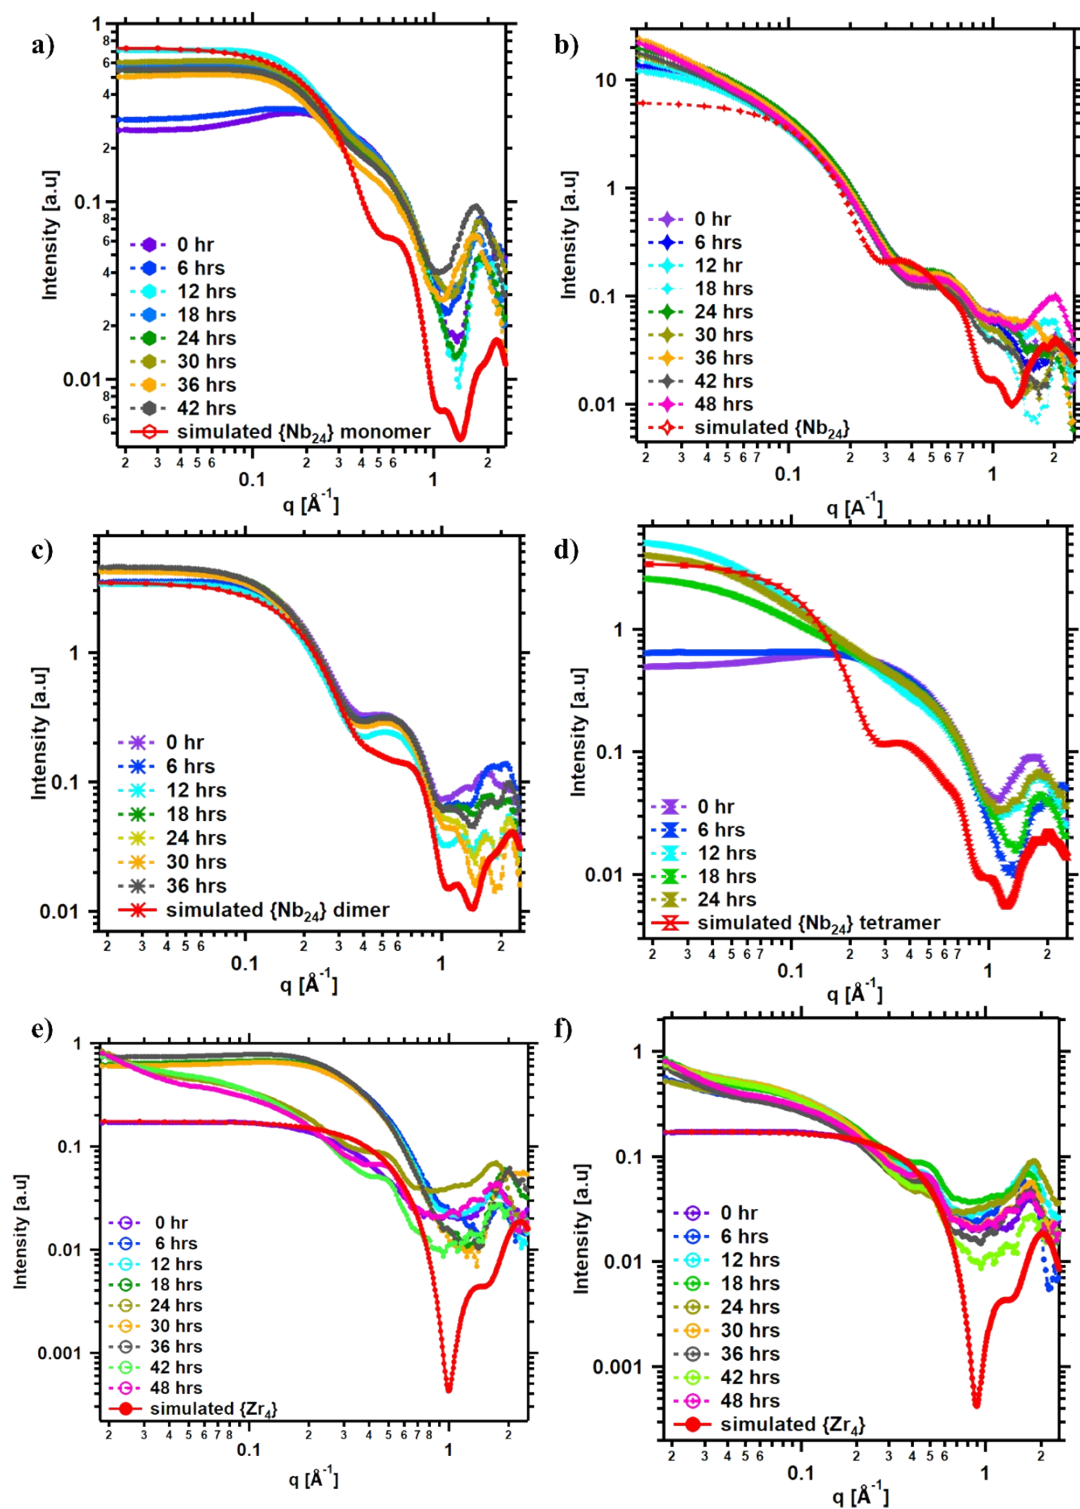 a)
Intensity [a.u]
1
8
6
4
2
0.1
8
6
4
2
0.01
6
0 hr
6 hrs
12 hrs
18 hrs
24 hrs
30 hrs
36 hrs
42 hrs
simulated {Nb24} monomer
2 3 4 5 6 0.1 2 3 4 5 6 1 2
q [Å-1]
b)
Intensity [a.u]
10
1
0.1
0.01
0 hr
6 hrs
12 hr
18 hrs
24 hrs
30 hrs
36 hrs
42 hrs
48 hrs
simulated {Nb24}
2 3 4 5 6 7 0.1 2 3 4 5 6 7 1 2
q [A-1]
c)
Intensity [a.u]
1
0.1
0.01
0 hr
6 hrs
12 hrs
18 hrs
24 hrs
30 hrs
36 hrs
simulated {Nb24} dimer
2 3 4 5 6 0.1 2 3 4 5 6 1 2
q [Å-1]
d)
Intensity [a.u]
1
0.1
0.01
0 hr
6 hrs
12 hrs
18 hrs
24 hrs
simulated {Nb24} tetramer
2 3 4 5 6 7 0.1 2 3 4 5 6 7 1 2
q [Å-1]
e)
Intensity [a.u]
1
0.1
0.01
0.001
0 hr
6 hrs
12 hrs
18 hrs
24 hrs
30 hrs
36 hrs
42 hrs
48 hrs
simulated {Zr4}
2 3 4 5 6 7 8 0.1 2 3 4 5 6 7 8 1 2
q [Å-1]
f)
Intensity [a.u]
1
0.1
0.01
0.001
0 hr
6 hrs
12 hrs
18 hrs
24 hrs
30 hrs
36 hrs
42 hrs
48 hrs
simulated {Zr4}
2 3 4 5 6 0.1 2 3 4 5 6 1 2
q [Å-1]